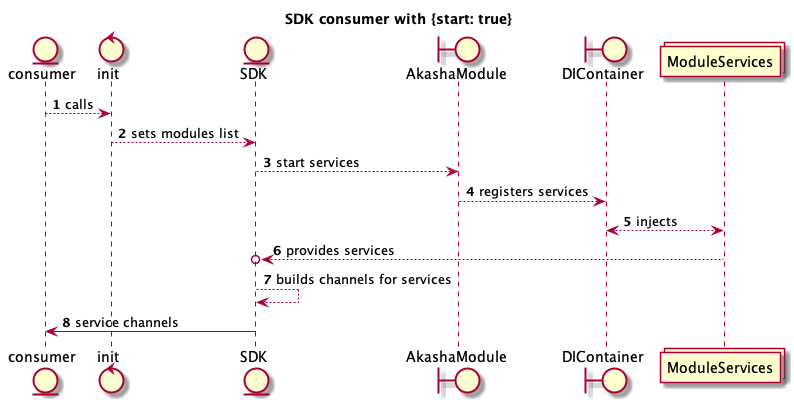 SDK consumer with {start: true}
consumer init SDK AkashaModule DIContainer ModuleServices
1 calls
2 sets modules list
3 start services
4 registers services
5 injects
6 provides services
7 builds channels for services
8 service channels
consumer init SDK AkashaModule DIContainer ModuleServices